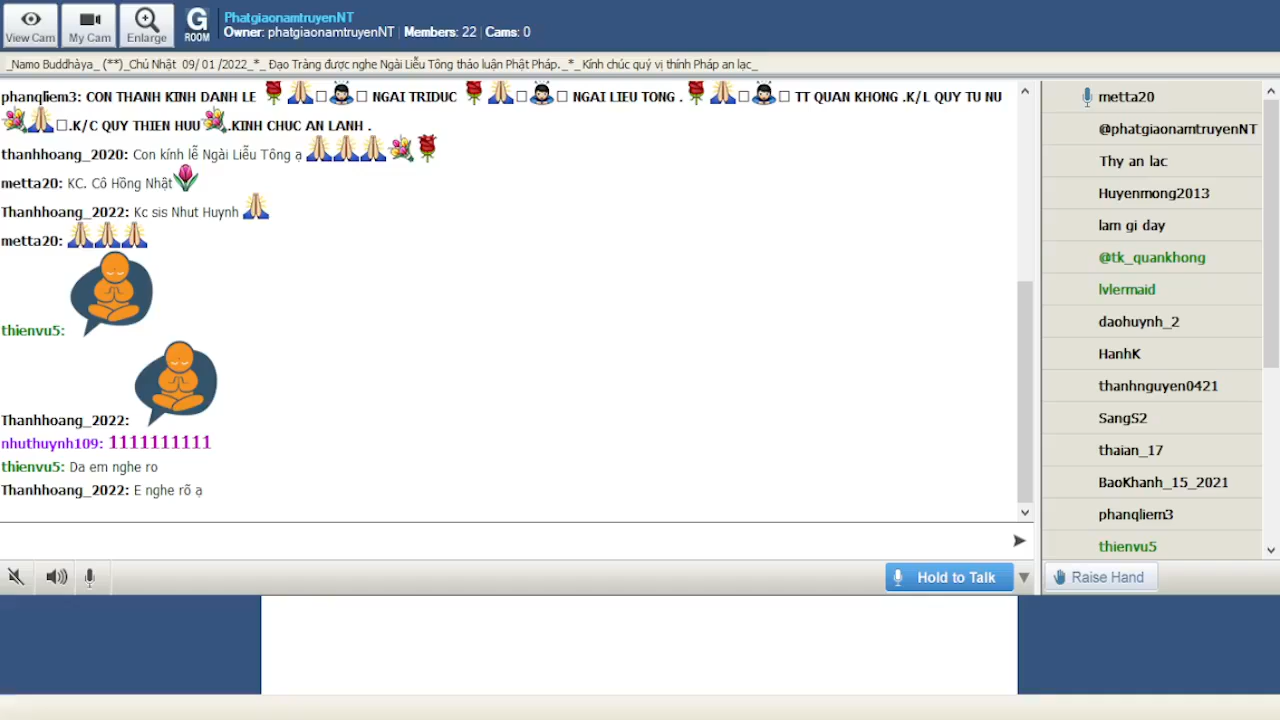 View Cam
My Cam
Enlarge
G
ROOM
PhatgiaonamtruyenNT
Owner: phatgiaonamtruyenNT | Members: 22 | Cams: 0
_Namo Buddhàya_ (**)_Chủ Nhật 09/ 01 /2022_*_ Đạo Tràng được nghe Ngài Liễu Tông thảo luận Phật Pháp._*_Kính chúc quý vị thính Pháp an lạc_
phanqliem3: CON THANH KINH DANH LE 🌹🙏□🙇□ NGAI TRIDUC 🌹🙏□🙇□ NGAI LIEU TONG .🌹🙏□🙇□ TT QUAN KHONG .K/L QUY TU NU
💐🙏□.K/C QUY THIEN HUU💐.KINH CHUC AN LANH .
thanhhoang_2020: Con kính lễ Ngài Liễu Tông ạ 🙏🙏🙏💐🌹
metta20: KC. Cô Hồng Nhật🌷
Thanhhoang_2022: Kc sis Nhut Huynh 🙏
metta20: 🙏🙏🙏
thienvu5:
Thanhhoang_2022:
nhuthuynh109: 1111111111
thienvu5: Da em nghe ro
Thanhhoang_2022: E nghe rõ ạ
Hold to Talk
metta20
@phatgiaonamtruyenNT
Thy an lac
Huyenmong2013
lam gi day
@tk_quankhong
lvlermaid
daohuynh_2
HanhK
thanhnguyen0421
SangS2
thaian_17
BaoKhanh_15_2021
phanqliem3
thienvu5
Raise Hand